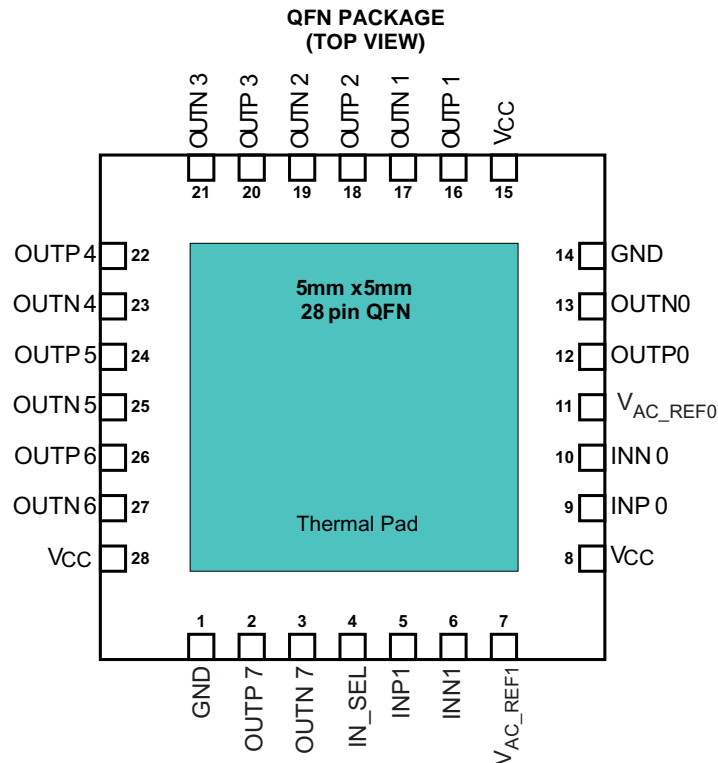 QFN PACKAGE
(TOP VIEW)
OUTN 3
OUTP 3
OUTN 2
OUTP 2
OUTN 1
OUTP 1
VCC
21
20
19
18
17
16
15
OUTP 4 22
OUTN 4 23
OUTP 5 24
OUTN 5 25
OUTP 6 26
OUTN 6 27
VCC 28
5mm x5mm
28 pin QFN
Thermal Pad
14 GND
13 OUTN0
12 OUTP0
11 VAC_REF0
10 INN 0
9 INP 0
8 VCC
1
2
3
4
5
6
7
GND
OUTP 7
OUTN 7
IN_SEL
INP1
INN1
VAC_REF1